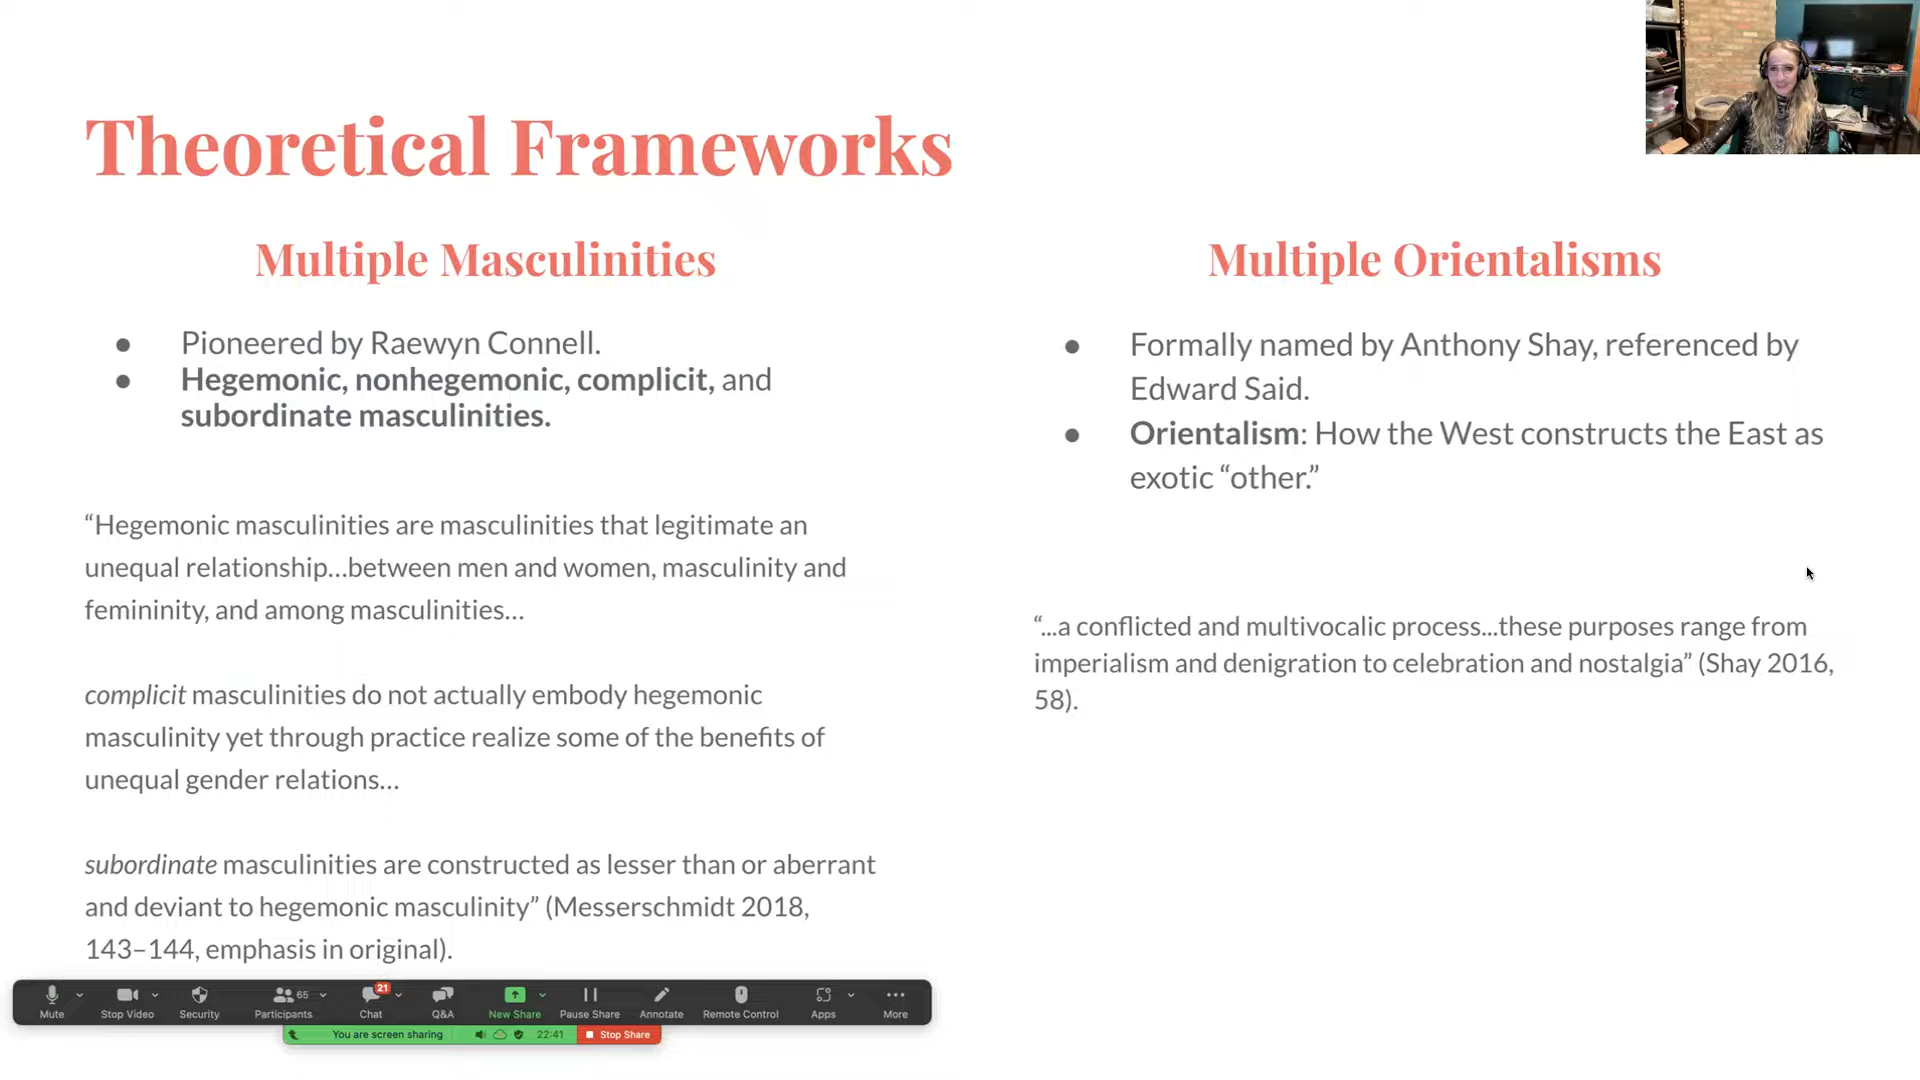 Theoretical Frameworks
Multiple Masculinities
● Pioneered by Raewyn Connell.
● Hegemonic, nonhegemonic, complicit, and
subordinate masculinities.
“Hegemonic masculinities are masculinities that legitimate an
unequal relationship...between men and women, masculinity and
femininity, and among masculinities...
complicit masculinities do not actually embody hegemonic
masculinity yet through practice realize some of the benefits of
unequal gender relations...
subordinate masculinities are constructed as lesser than or aberrant
and deviant to hegemonic masculinity” (Messerschmidt 2018,
143–144, emphasis in original).
Multiple Orientalisms
● Formally named by Anthony Shay, referenced by
Edward Said.
● Orientalism: How the West constructs the East as
exotic “other.”
“...a conflicted and multivocalic process...these purposes range from
imperialism and denigration to celebration and nostalgia” (Shay 2016,
58).
65 21
Mute Stop Video Security Participants Chat Q&A New Share Pause Share Annotate Remote Control Apps More
You are screen sharing 22:41 Stop Share